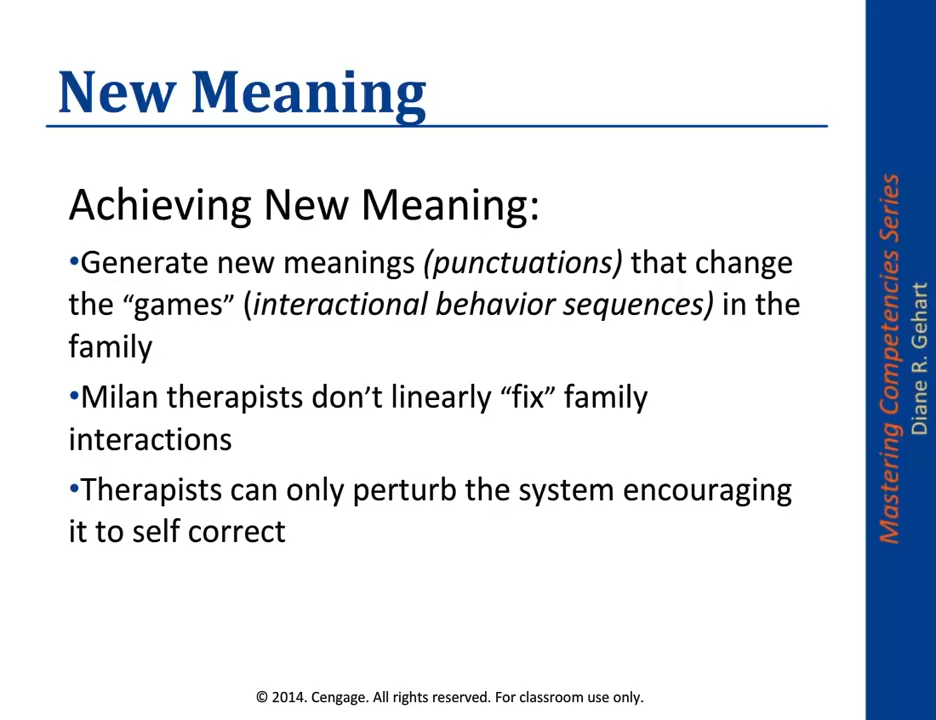 New Meaning
Achieving New Meaning:
•Generate new meanings (punctuations) that change
the “games” (interactional behavior sequences) in the
family
•Milan therapists don’t linearly “fix” family
interactions
•Therapists can only perturb the system encouraging
it to self correct
© 2014. Cengage. All rights reserved. For classroom use only.
Mastering Competencies Series
Diane R. Gehart